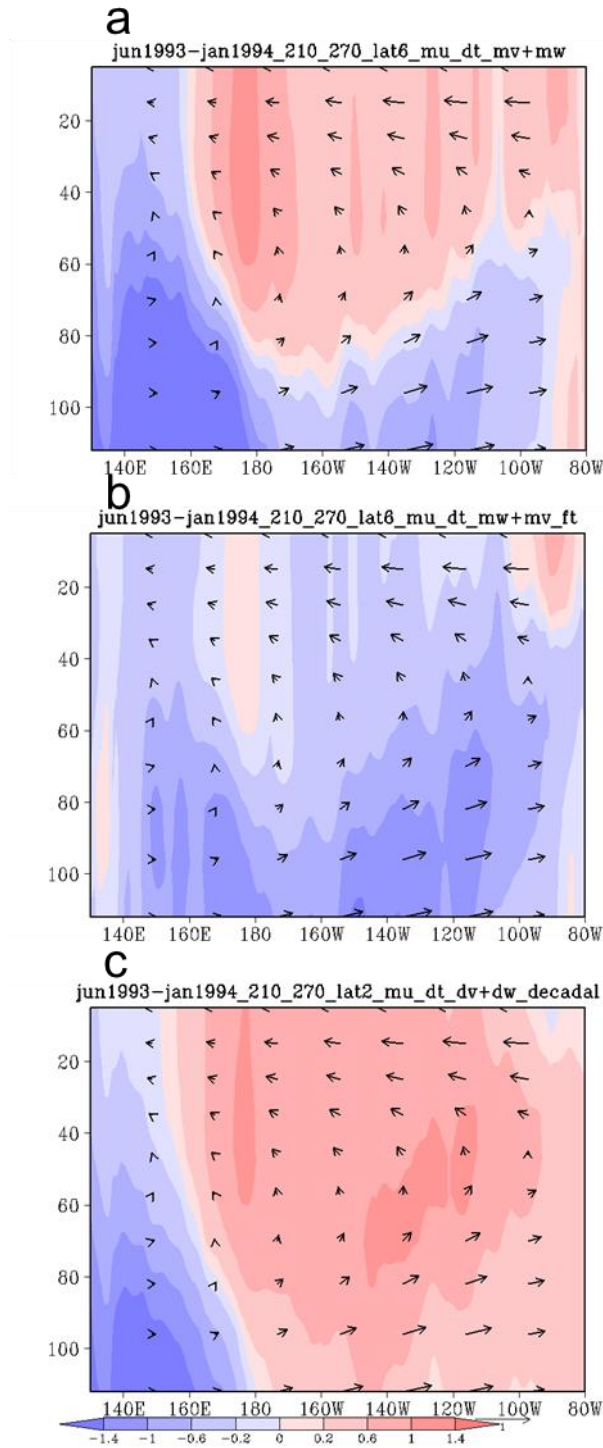 a
jun1993-jan1994_210_270_lat6_mu_dt_mv+mw
20
40
60
80
100
140E 160E 180 160W 140W 120W 100W 80W
b
jun1993-jan1994_210_270_lat6_mu_dt_mw+mv_ft
20
40
60
80
100
140E 160E 180 160W 140W 120W 100W 80W
c
jun1993-jan1994_210_270_lat2_mu_dt_dv+dw_decadal
20
40
60
80
100
140E 160E 180 160W 140W 120W 100W 80W
-1.4 -1 -0.6 -0.2 0 0.2 0.6 1 1.4 1